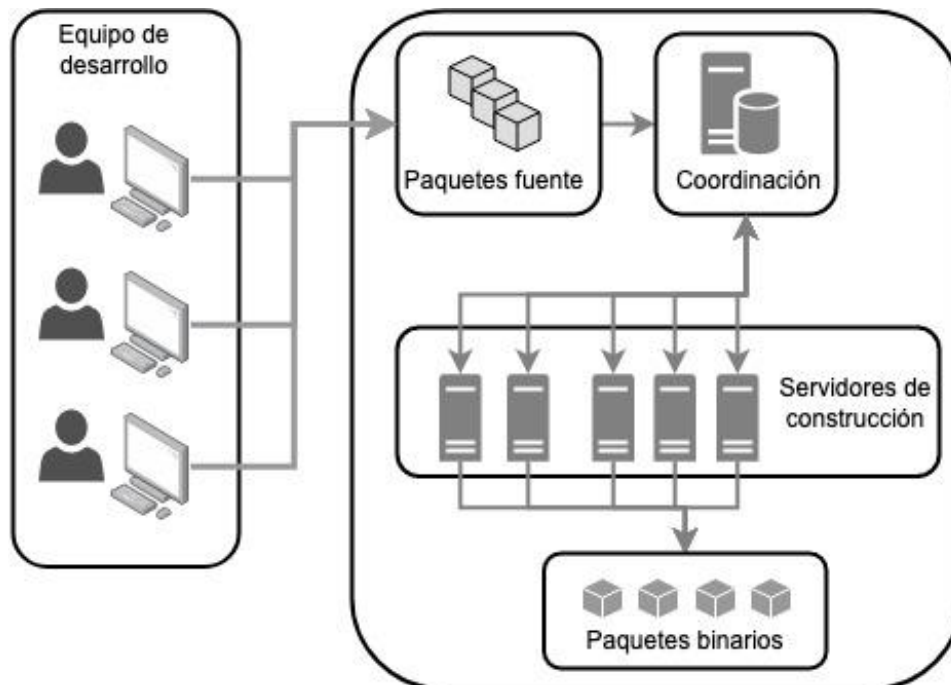 Equipo de
desarrollo
Paquetes fuente
Coordinación
Servidores de
construcción
Paquetes binarios